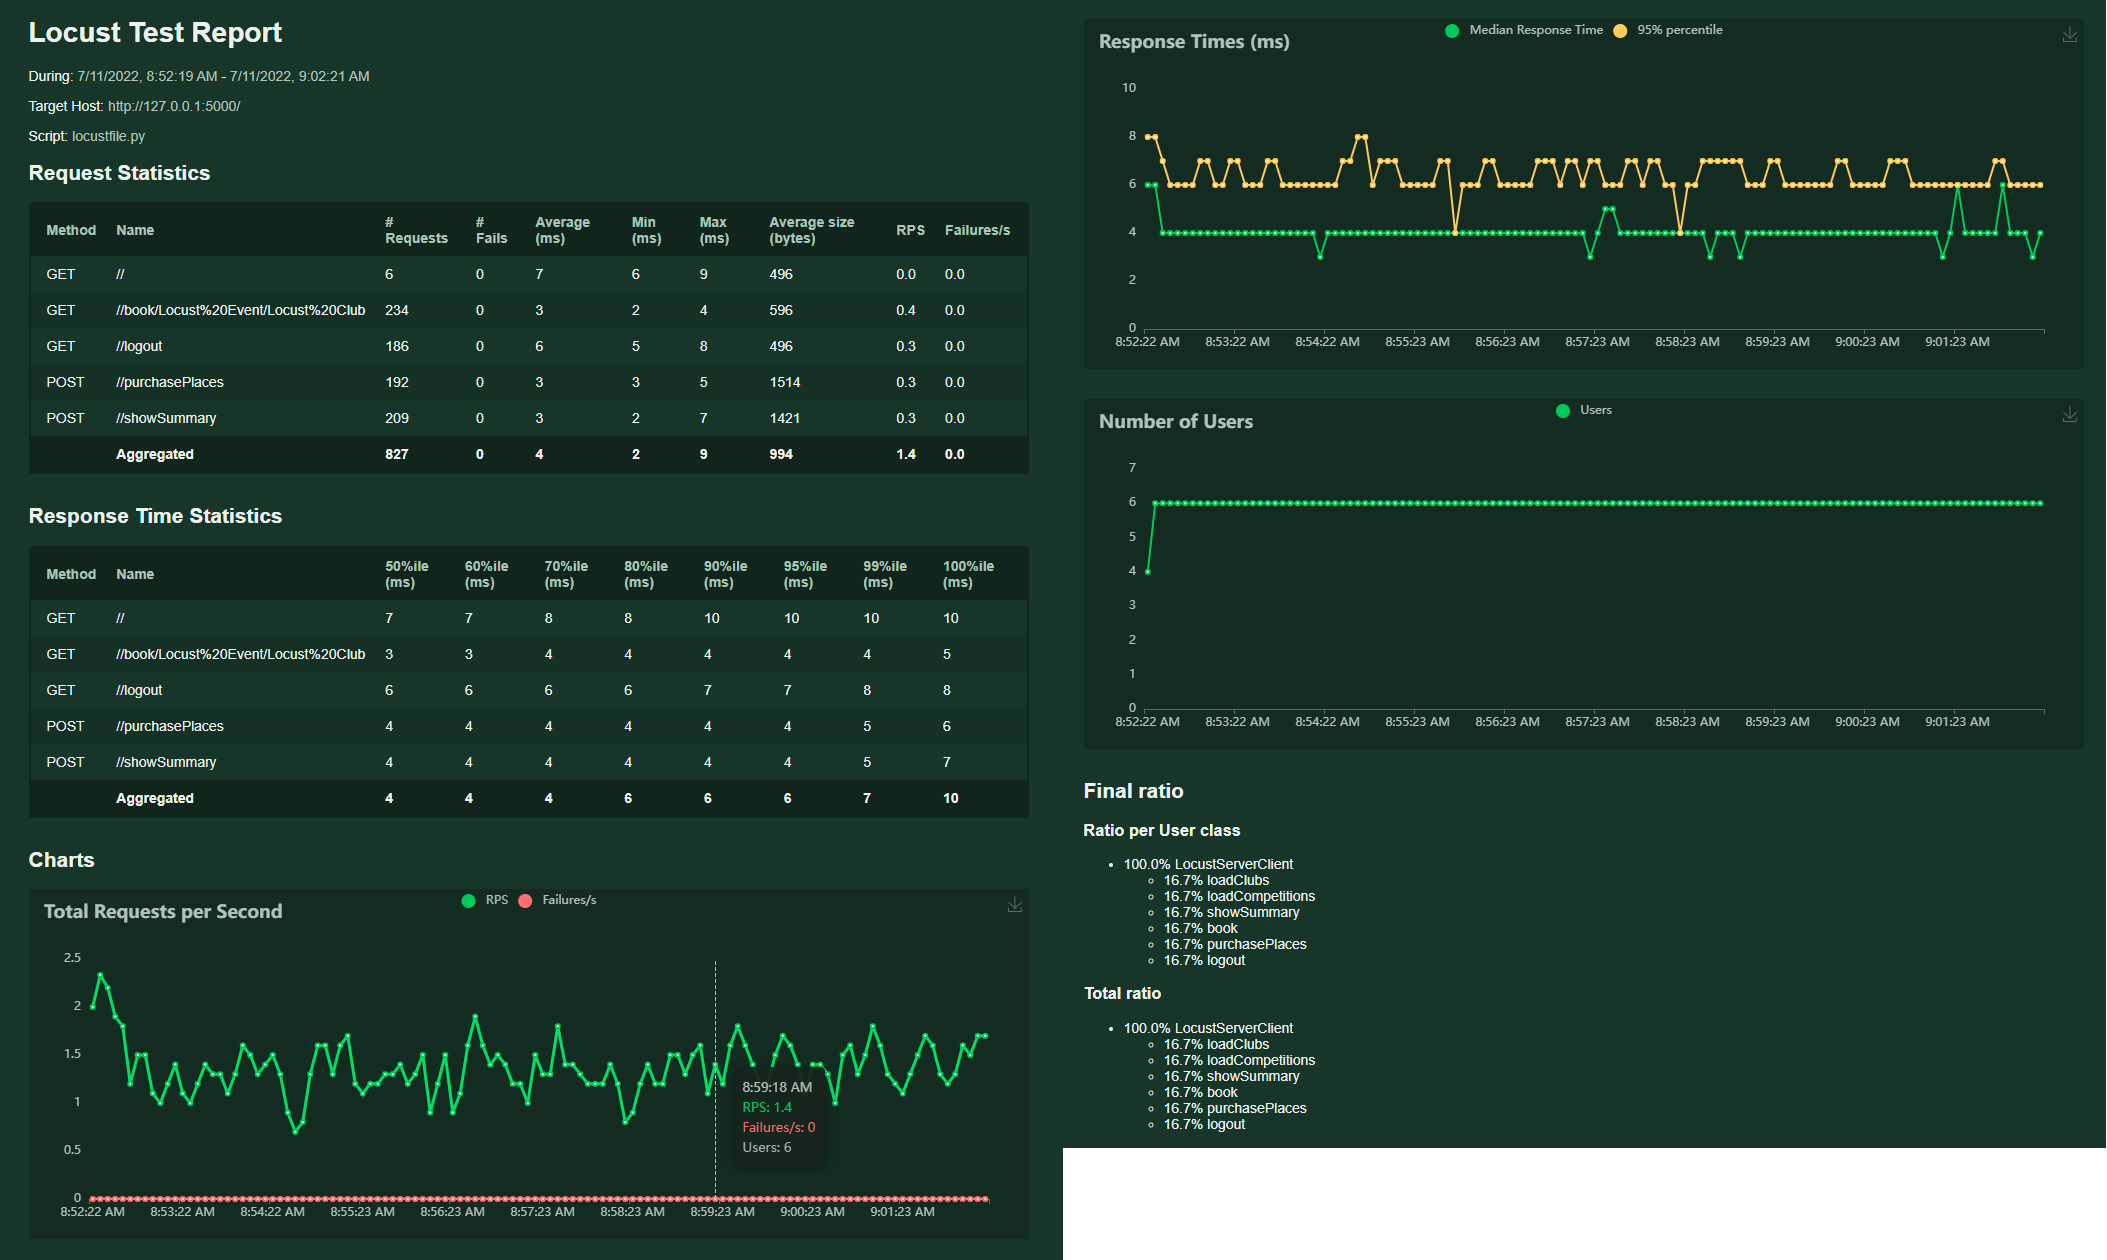 Locust Test Report
During: 7/11/2022, 8:52:19 AM - 7/11/2022, 9:02:21 AM
Target Host: http://127.0.0.1:5000/
Script: locustfile.py
Request Statistics
Method Name # Requests # Fails Average (ms) Min (ms) Max (ms) Average size (bytes) RPS Failures/s
GET // 6 0 7 6 9 496 0.0 0.0
GET //book/Locust%20Event/Locust%20Club 234 0 3 2 4 596 0.4 0.0
GET //logout 186 0 6 5 8 496 0.3 0.0
POST //purchasePlaces 192 0 3 3 5 1514 0.3 0.0
POST //showSummary 209 0 3 2 7 1421 0.3 0.0
Aggregated 827 0 4 2 9 994 1.4 0.0
Response Time Statistics
Method Name 50%ile (ms) 60%ile (ms) 70%ile (ms) 80%ile (ms) 90%ile (ms) 95%ile (ms) 99%ile (ms) 100%ile (ms)
GET // 7 7 8 8 10 10 10 10
GET //book/Locust%20Event/Locust%20Club 3 3 4 4 4 4 4 5
GET //logout 6 6 6 6 7 7 8 8
POST //purchasePlaces 4 4 4 4 4 4 5 6
POST //showSummary 4 4 4 4 4 4 5 7
Aggregated 4 4 4 6 6 6 7 10
Charts
Total Requests per Second
RPS Failures/s
2.5
2
1.5
1
0.5
0
8:59:18 AM
RPS: 1.4
Failures/s: 0
Users: 6
8:52:22 AM 8:53:22 AM 8:54:22 AM 8:55:23 AM 8:56:23 AM 8:57:23 AM 8:58:23 AM 8:59:23 AM 9:00:23 AM 9:01:23 AM
Response Times (ms)
Median Response Time 95% percentile
10
8
6
4
2
0
8:52:22 AM 8:53:22 AM 8:54:22 AM 8:55:23 AM 8:56:23 AM 8:57:23 AM 8:58:23 AM 8:59:23 AM 9:00:23 AM 9:01:23 AM
Number of Users
Users
7
6
5
4
3
2
1
0
8:52:22 AM 8:53:22 AM 8:54:22 AM 8:55:23 AM 8:56:23 AM 8:57:23 AM 8:58:23 AM 8:59:23 AM 9:00:23 AM 9:01:23 AM
Final ratio
Ratio per User class
100.0% LocustServerClient
16.7% loadClubs
16.7% loadCompetitions
16.7% showSummary
16.7% book
16.7% purchasePlaces
16.7% logout
Total ratio
100.0% LocustServerClient
16.7% loadClubs
16.7% loadCompetitions
16.7% showSummary
16.7% book
16.7% purchasePlaces
16.7% logout